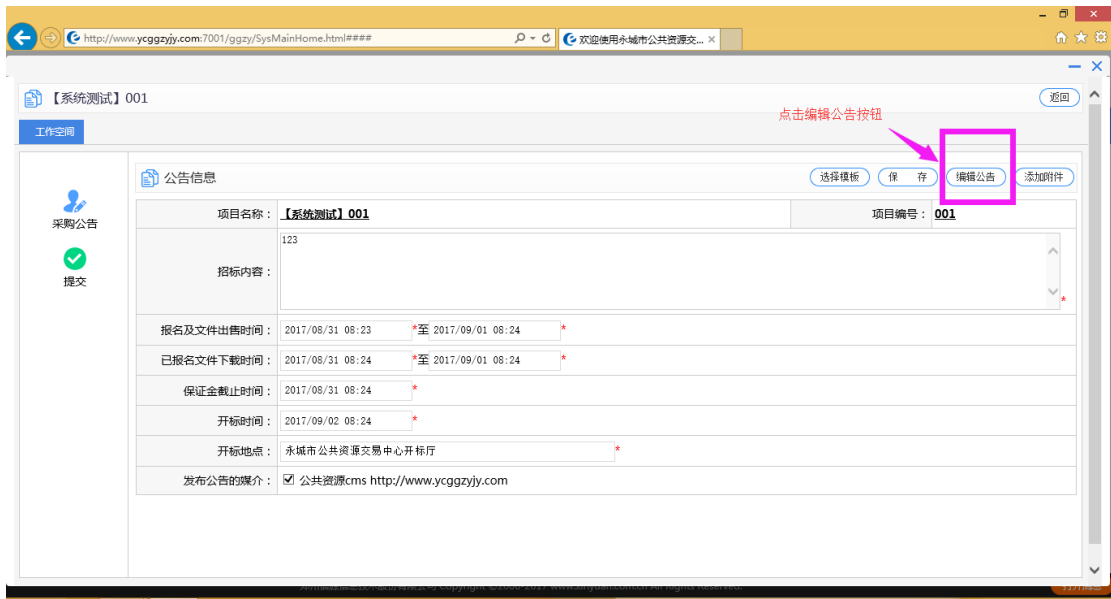 http://www.ycggzyjy.com:7001/ggzy/SysMainHome.html####
欢迎使用永城市公共资源交...
【系统测试】001
返回
点击编辑公告按钮
工作空间
公告信息
选择模板
保 存
编辑公告
添加附件
采购公告
提交
项目名称： 【系统测试】001
项目编号： 001
招标内容： 123
*
报名及文件出售时间： 2017/08/31 08:23 *至 2017/09/01 08:24 *
已报名文件下载时间： 2017/08/31 08:24 *至 2017/09/01 08:24 *
保证金截止时间： 2017/08/31 08:24 *
开标时间： 2017/09/02 08:24 *
开标地点： 永城市公共资源交易中心开标厅 *
发布公告的媒介： 公共资源cms http://www.ycggzyjy.com